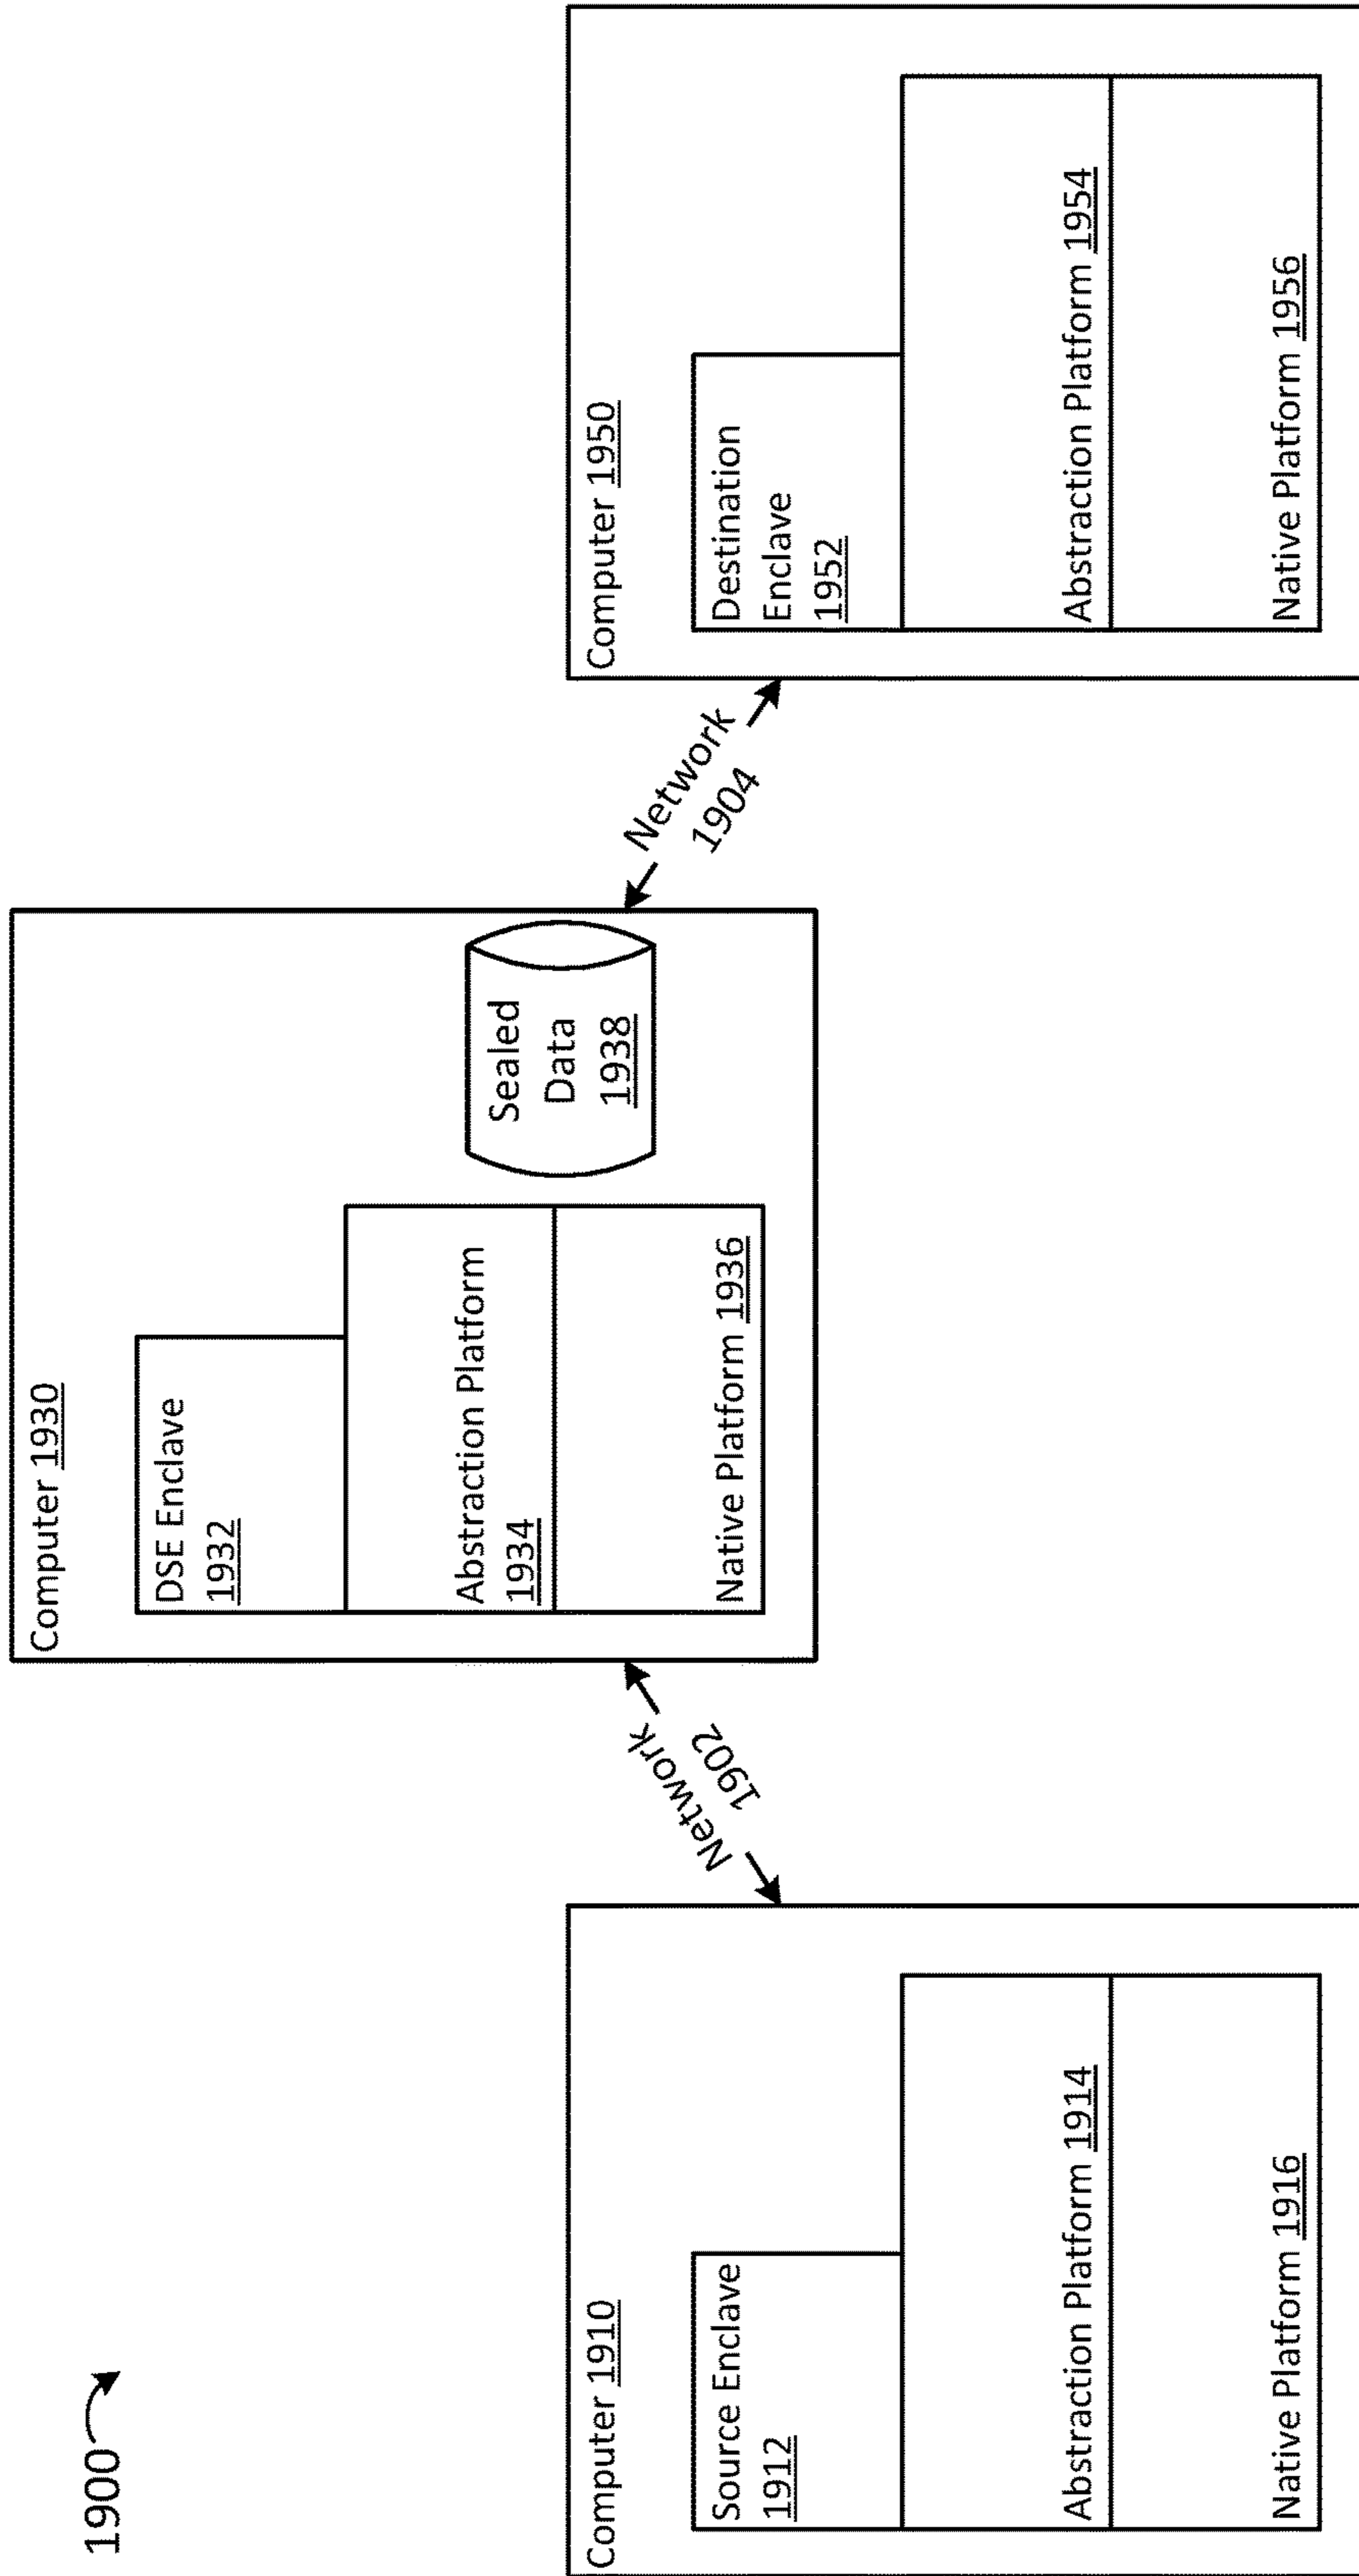 1900
Computer 1910
Source Enclave
1912
Abstraction Platform 1914
Native Platform 1916
Network
1902
Computer 1930
DSE Enclave
1932
Abstraction Platform
1934
Native Platform 1936
Sealed
Data
1938
Network
1904
Computer 1950
Destination
Enclave
1952
Abstraction Platform 1954
Native Platform 1956